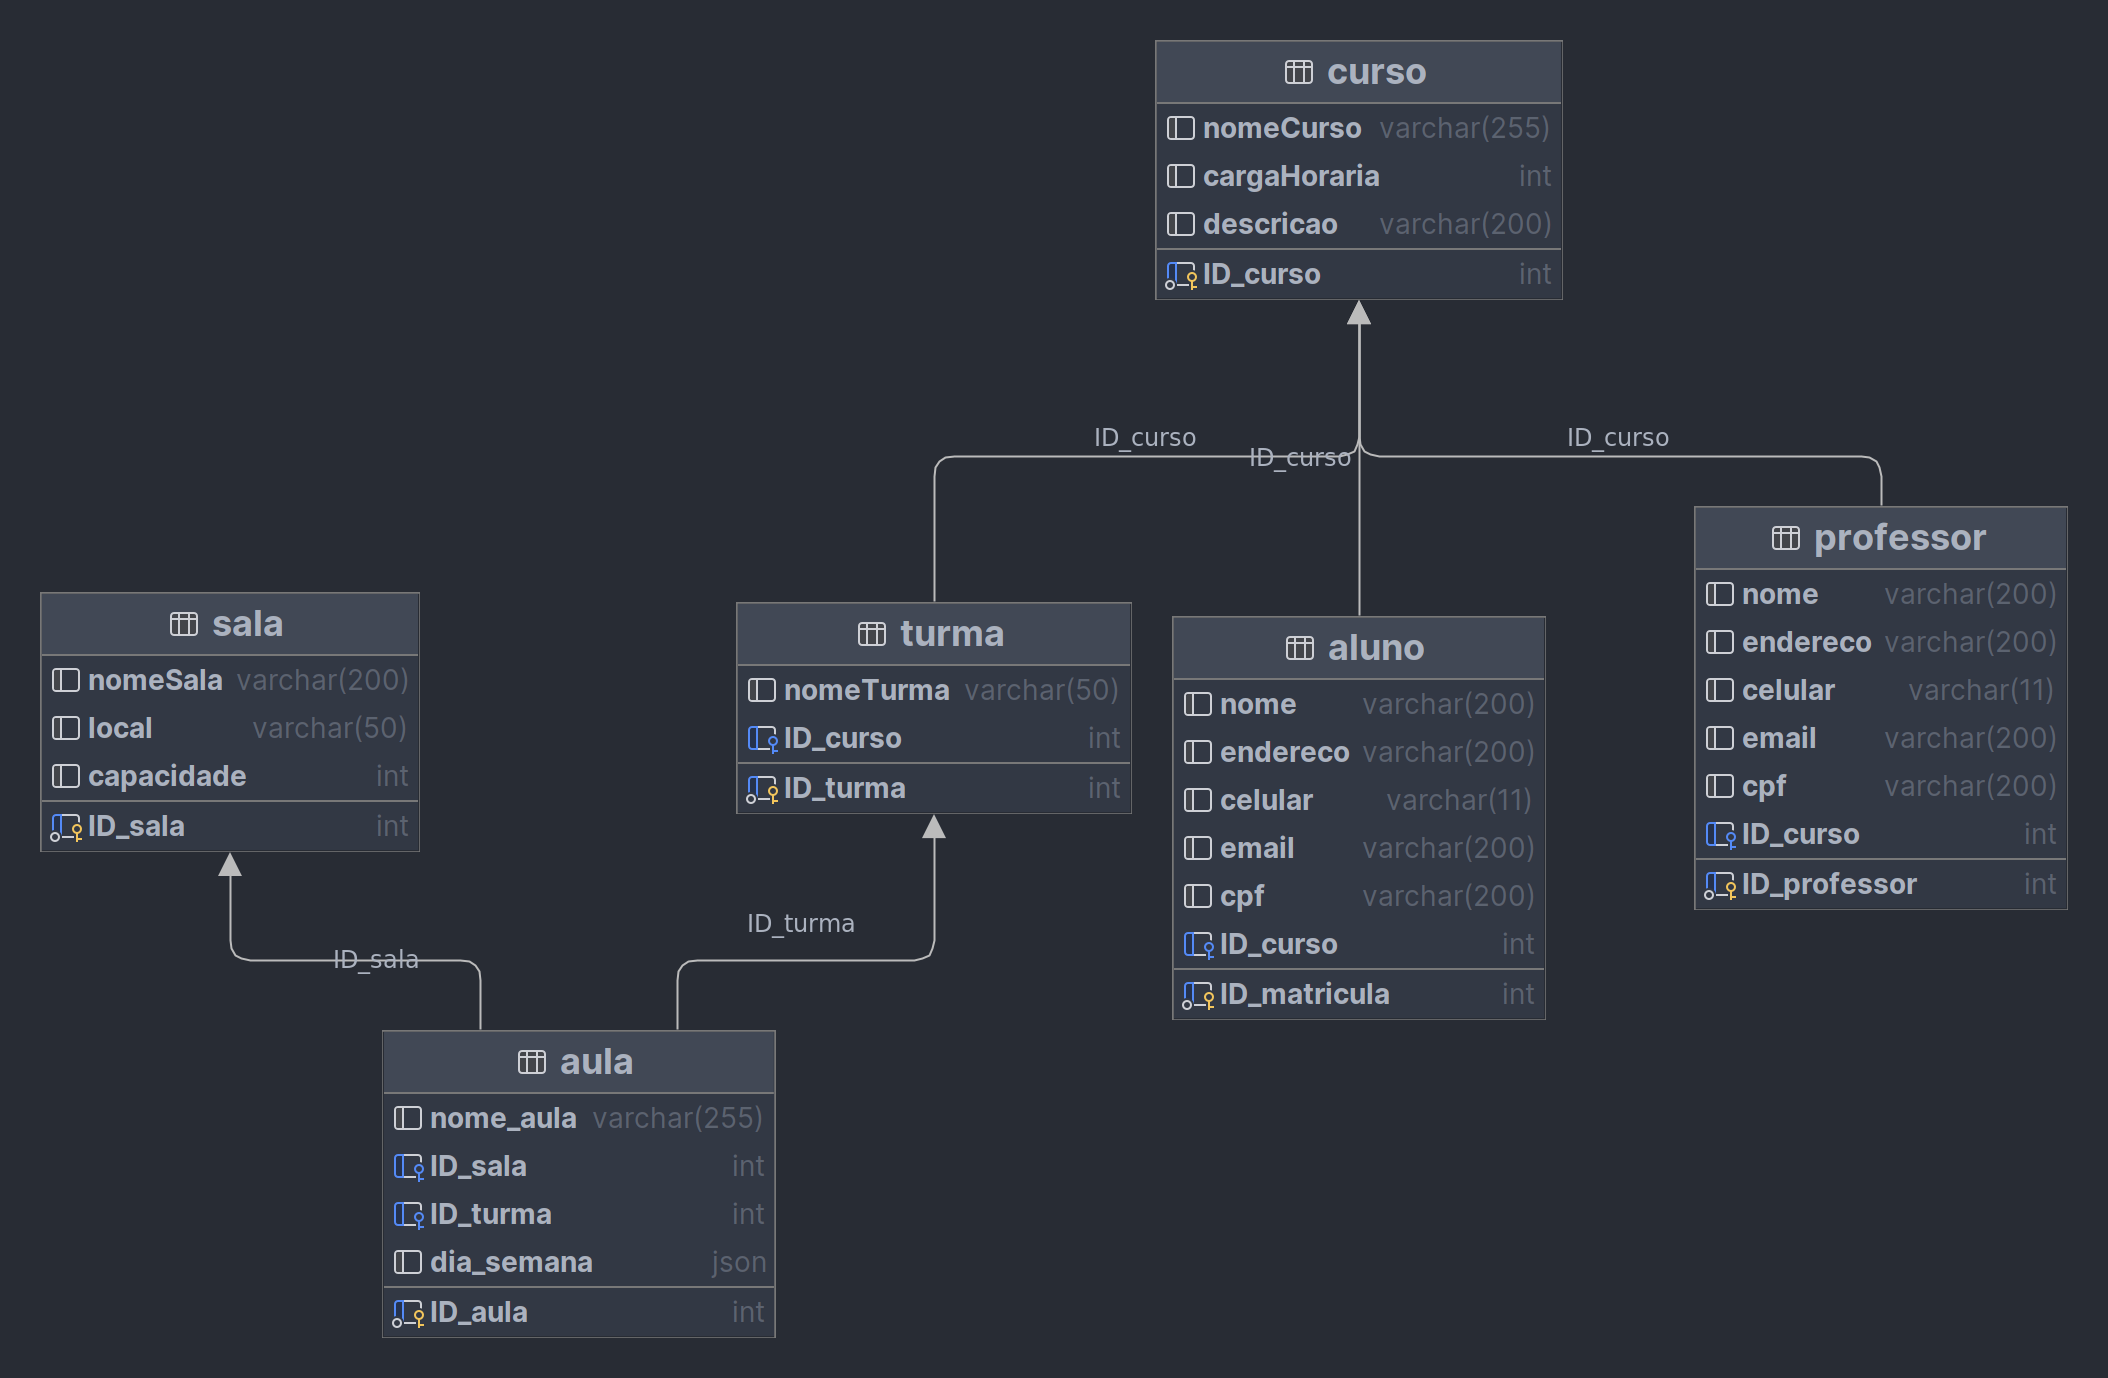 curso
nomeCurso varchar(255)
cargaHoraria int
descricao varchar(200)
ID_curso int
ID_curso
ID_curso
ID_curso
professor
nome varchar(200)
endereco varchar(200)
celular varchar(11)
email varchar(200)
cpf varchar(200)
ID_curso int
ID_professor int
sala
nomeSala varchar(200)
local varchar(50)
capacidade int
ID_sala int
turma
nomeTurma varchar(50)
ID_curso int
ID_turma int
aluno
nome varchar(200)
endereco varchar(200)
celular varchar(11)
email varchar(200)
cpf varchar(200)
ID_curso int
ID_matricula int
ID_turma
ID_sala
aula
nome_aula varchar(255)
ID_sala int
ID_turma int
dia_semana json
ID_aula int